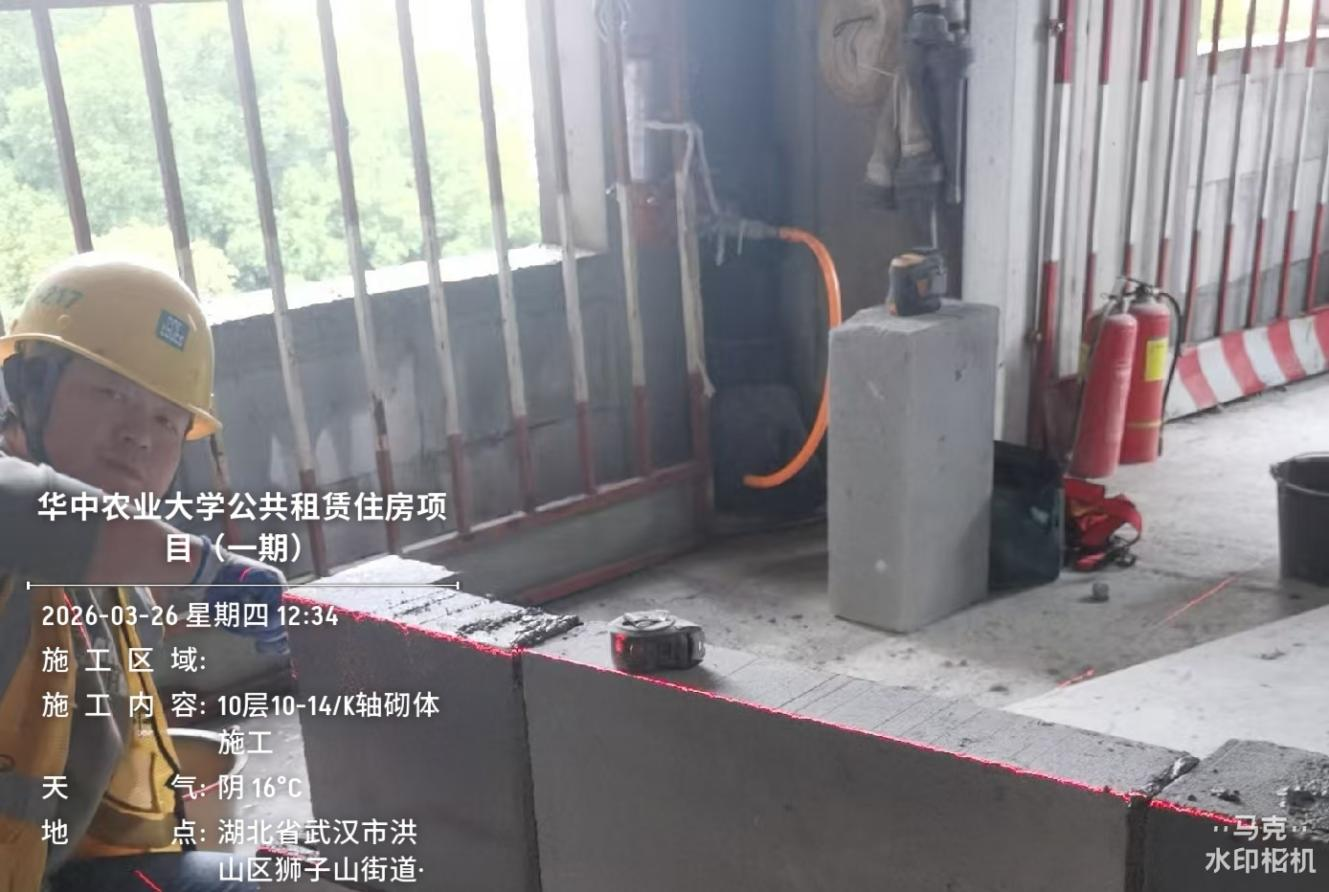 217
华中农业大学公共租赁住房项
目（一期）
2026-03-26 星期四 12:34
施工区域:
施工内容: 10层10-14/K轴砌体
施工
天气: 阴 16°C
地点: 湖北省武汉市洪
山区狮子山街道·
马克
水印相机